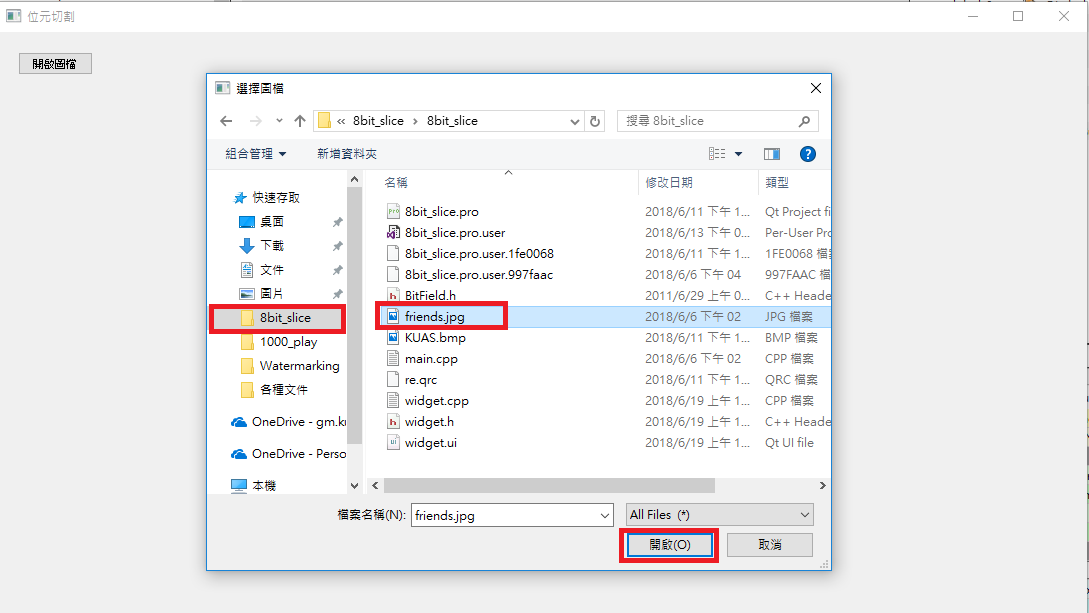 位元切割
開啟圖檔
選擇圖檔
« 8bit_slice › 8bit_slice
搜尋 8bit_slice
組合管理 新增資料夾
快速存取
桌面
下載
文件
圖片
8bit_slice
1000_play
Watermarking
各種文件
OneDrive - gm.k
OneDrive - Perso
本機
名稱 修改日期 類型
8bit_slice.pro 2018/6/11 下午 1... Qt Project fi
8bit_slice.pro.user 2018/6/13 下午 0... Per-User Pro
8bit_slice.pro.user.1fe0068 2018/6/11 下午 1... 1FE0068 檔
8bit_slice.pro.user.997faac 2018/6/6 下午 04 997FAAC 檔
BitField.h 2011/6/29 上午 0... C++ Heade
friends.jpg 2018/6/6 下午 02 JPG 檔案
KUAS.bmp 2018/6/11 下午 1... BMP 檔案
main.cpp 2018/6/6 下午 02 CPP 檔案
re.qrc 2018/6/11 下午 1... QRC 檔案
widget.cpp 2018/6/19 上午 1... CPP 檔案
widget.h 2018/6/19 上午 1... C++ Heade
widget.ui 2018/6/19 上午 1... Qt UI file
檔案名稱(N): friends.jpg All Files (*)
開啟(O) 取消